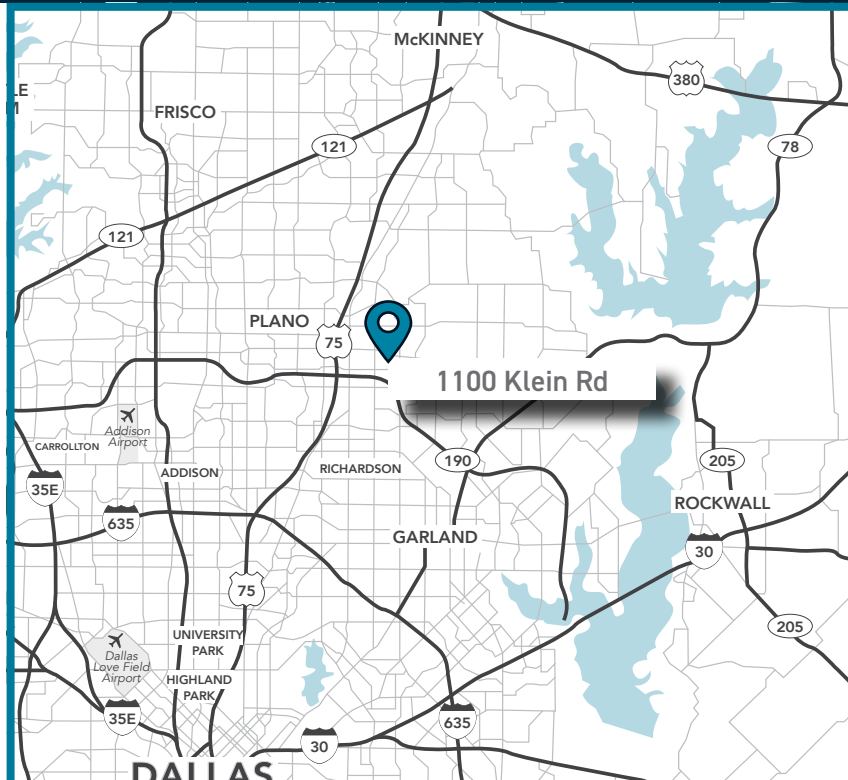 McKINNEY
380
LE
M
FRISCO
121
78
121
PLANO
75
1100 Klein Rd
Addison
Airport
CARROLLTON
ADDISON
RICHARDSON
190
205
35E
ROCKWALL
635
GARLAND
30
75
205
UNIVERSITY
PARK
Dallas
Love Field
Airport
HIGHLAND
PARK
35E
635
30
DALLAS